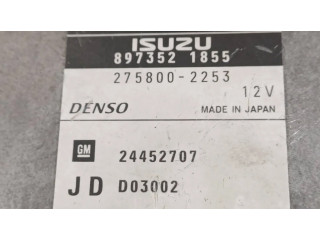 ISUZU
897352 1855
275800-2253
12V
DENSO MADE IN JAPAN
GM 24452707
JD D03002